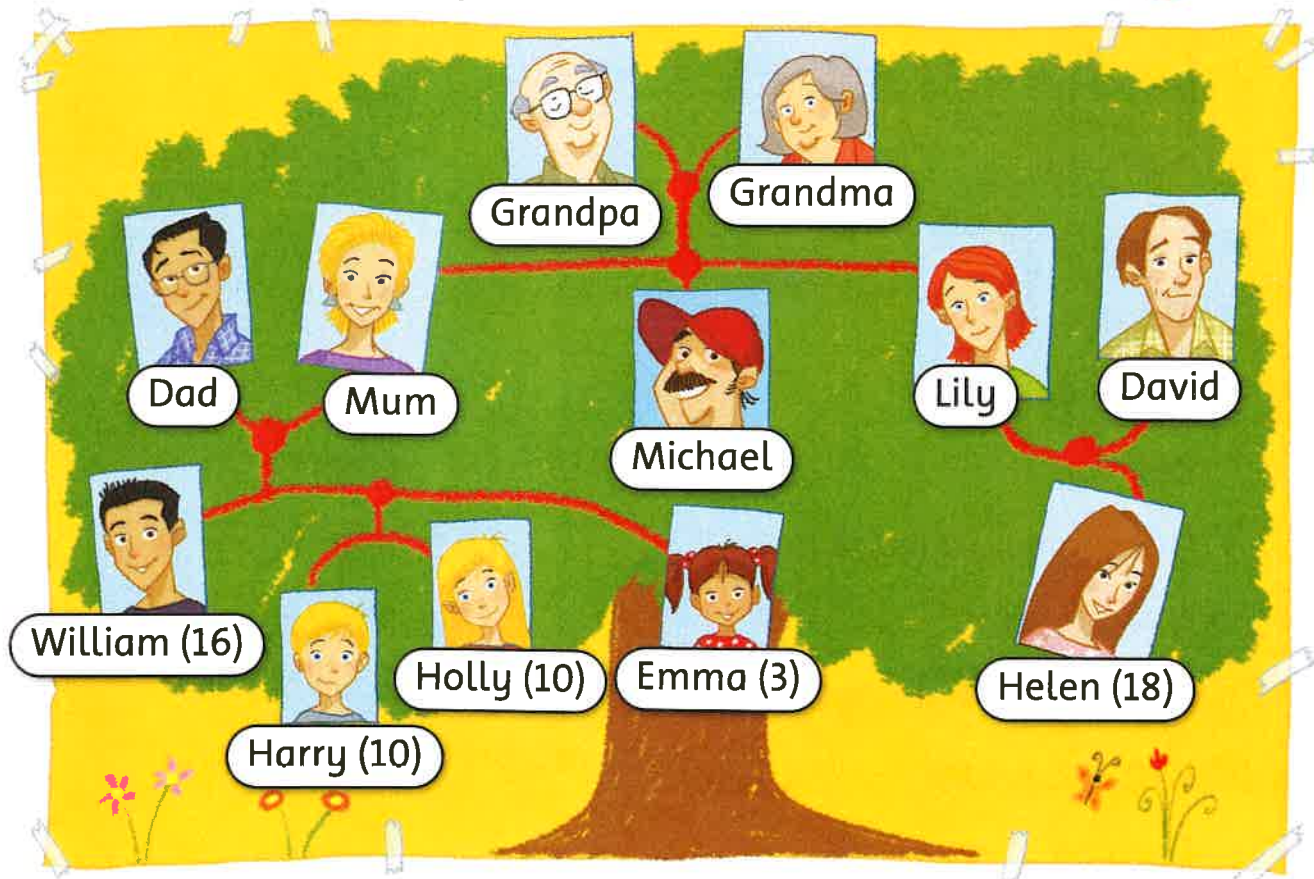 Grandpa
Grandma
Dad
Mum
Michael
Lily
David
William (16)
Harry (10)
Holly (10)
Emma (3)
Helen (18)